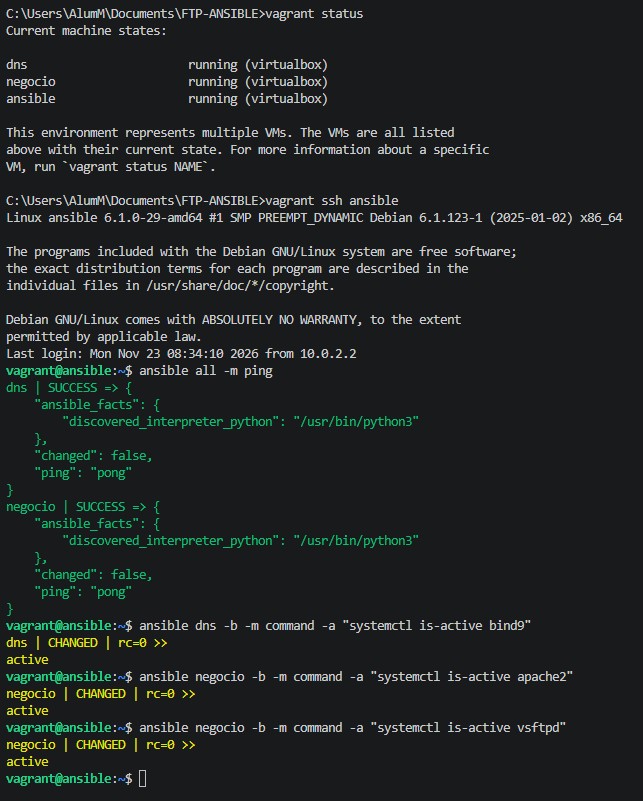 C:\Users\AlumM\Documents\FTP-ANSIBLE>vagrant status
Current machine states:
dns                       running (virtualbox)
negocio                   running (virtualbox)
ansible                   running (virtualbox)
This environment represents multiple VMs. The VMs are all listed
above with their current state. For more information about a specific
VM, run `vagrant status NAME`.
C:\Users\AlumM\Documents\FTP-ANSIBLE>vagrant ssh ansible
Linux ansible 6.1.0-29-amd64 #1 SMP PREEMPT_DYNAMIC Debian 6.1.123-1 (2025-01-02) x86_64
The programs included with the Debian GNU/Linux system are free software;
the exact distribution terms for each program are described in the
individual files in /usr/share/doc/*/copyright.
Debian GNU/Linux comes with ABSOLUTELY NO WARRANTY, to the extent
permitted by applicable law.
Last login: Mon Nov 23 08:34:10 2026 from 10.0.2.2
vagrant@ansible:~$ ansible all -m ping
dns | SUCCESS => {
    "ansible_facts": {
        "discovered_interpreter_python": "/usr/bin/python3"
    },
    "changed": false,
    "ping": "pong"
}
negocio | SUCCESS => {
    "ansible_facts": {
        "discovered_interpreter_python": "/usr/bin/python3"
    },
    "changed": false,
    "ping": "pong"
}
vagrant@ansible:~$ ansible dns -b -m command -a "systemctl is-active bind9"
dns | CHANGED | rc=0 >>
active
vagrant@ansible:~$ ansible negocio -b -m command -a "systemctl is-active apache2"
negocio | CHANGED | rc=0 >>
active
vagrant@ansible:~$ ansible negocio -b -m command -a "systemctl is-active vsftpd"
negocio | CHANGED | rc=0 >>
active
vagrant@ansible:~$